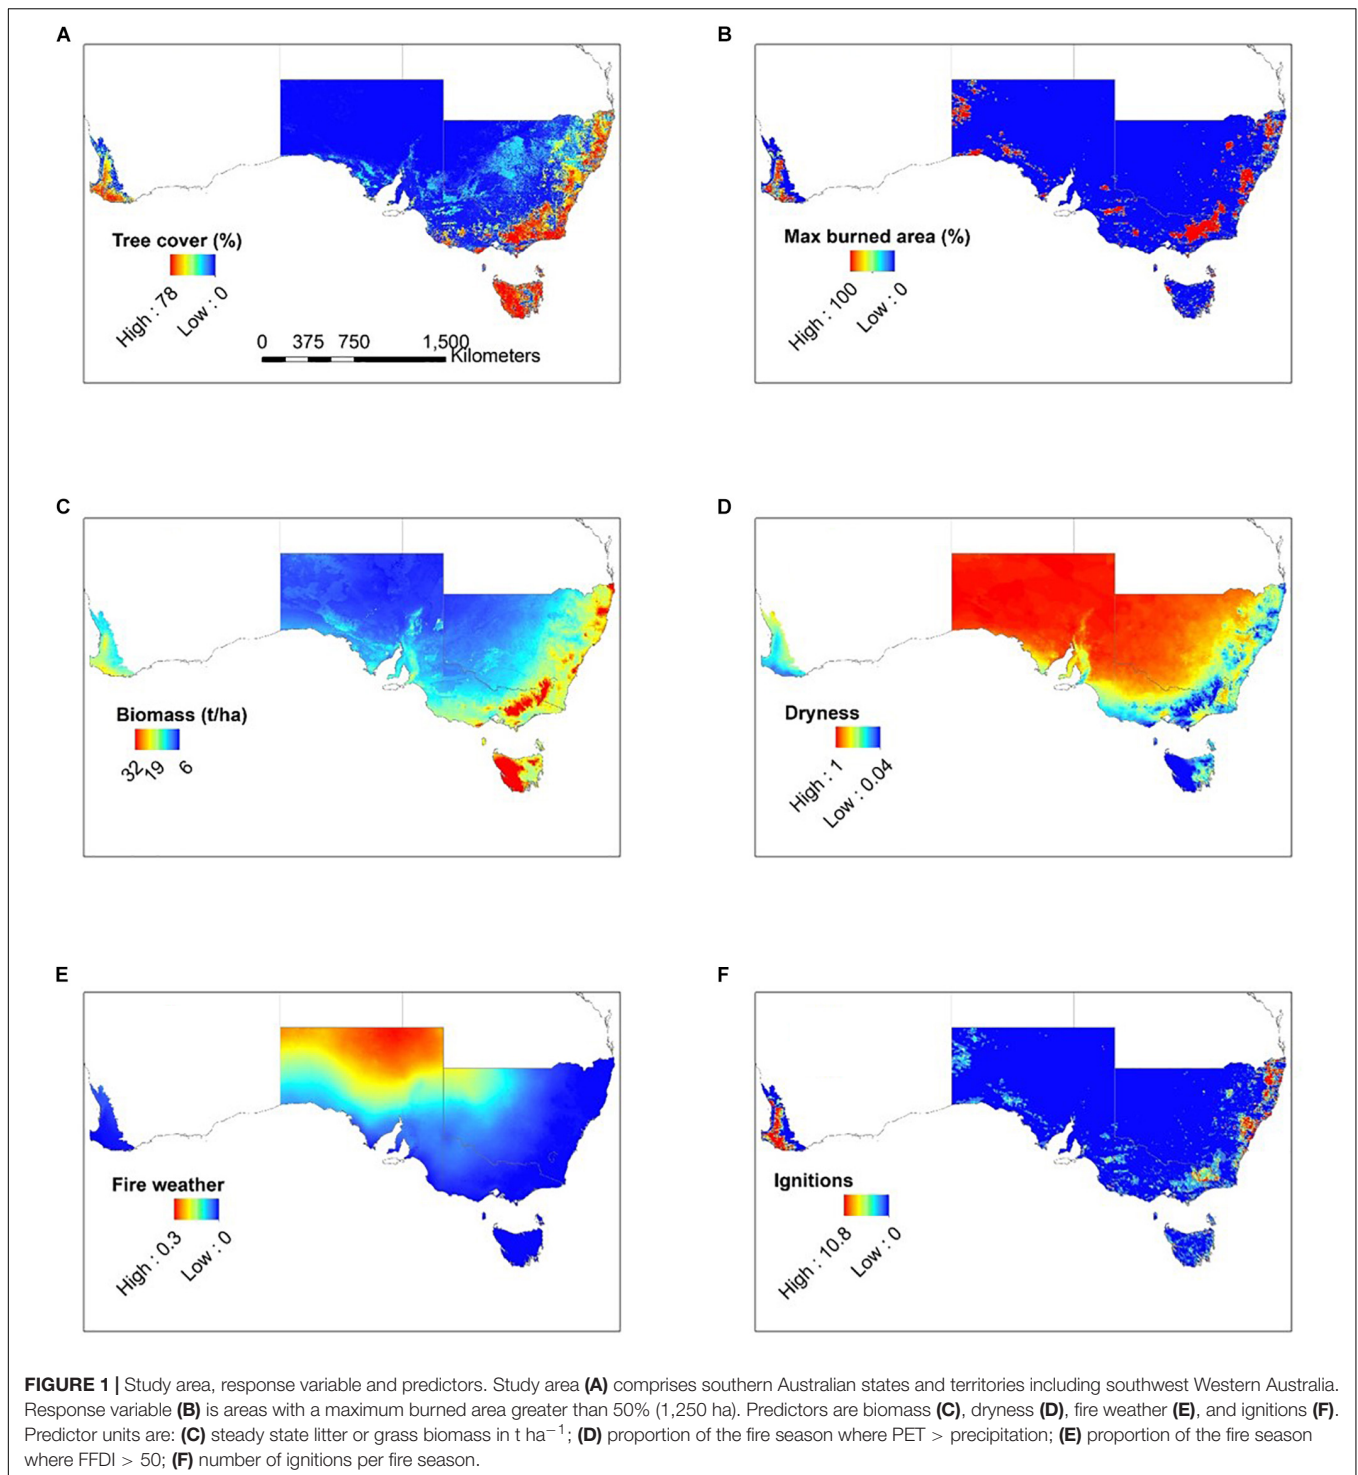 A
Tree cover (%)
High : 78
Low : 0
0 375 750 1,500
Kilometers
B
Max burned area (%)
High : 100
Low : 0
C
Biomass (t/ha)
32 19 6
D
Dryness
High : 1
Low : 0.04
E
Fire weather
High : 0.3
Low : 0
F
Ignitions
High : 10.8
Low : 0
FIGURE 1 | Study area, response variable and predictors. Study area (A) comprises southern Australian states and territories including southwest Western Australia.
Response variable (B) is areas with a maximum burned area greater than 50% (1,250 ha). Predictors are biomass (C), dryness (D), fire weather (E), and ignitions (F).
Predictor units are: (C) steady state litter or grass biomass in t ha⁻¹; (D) proportion of the fire season where PET > precipitation; (E) proportion of the fire season
where FFDI > 50; (F) number of ignitions per fire season.